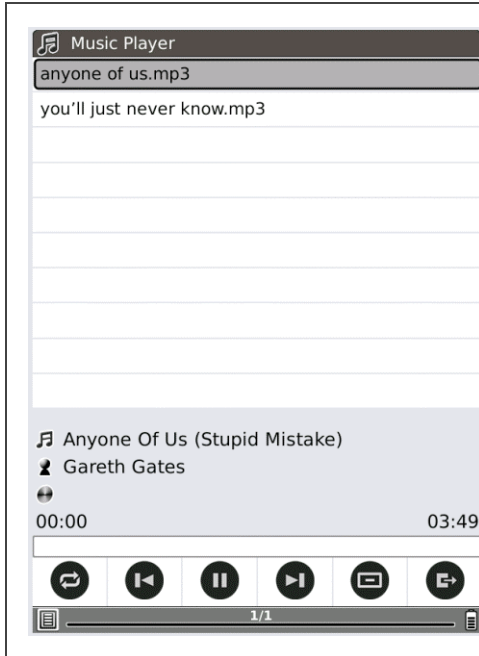 Music Player
anyone of us.mp3
you’ll just never know.mp3
Anyone Of Us (Stupid Mistake)
Gareth Gates
00:00 03:49
1/1